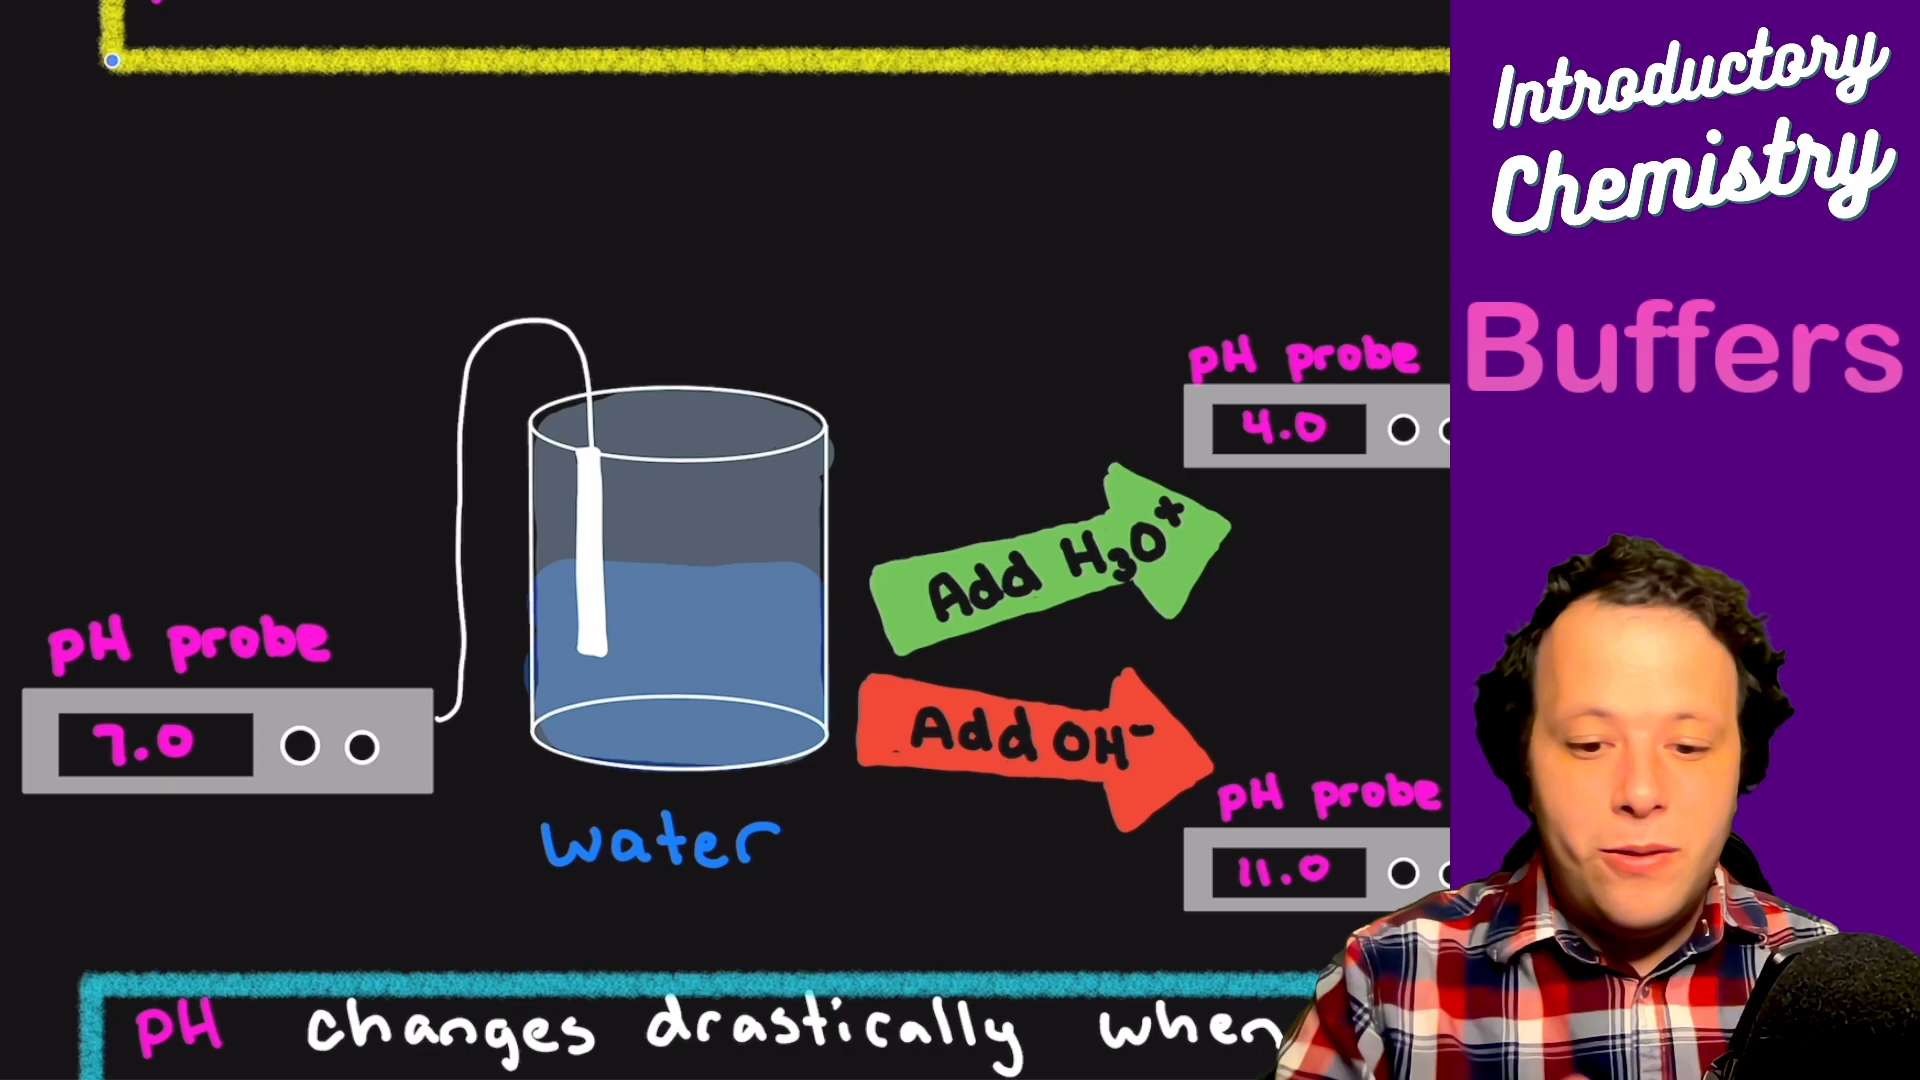 Introductory
Chemistry
Buffers
pH probe
4.0
Add H₃O⁺
pH probe
7.0
Add OH⁻
pH probe
11.0
water
pH changes drastically when